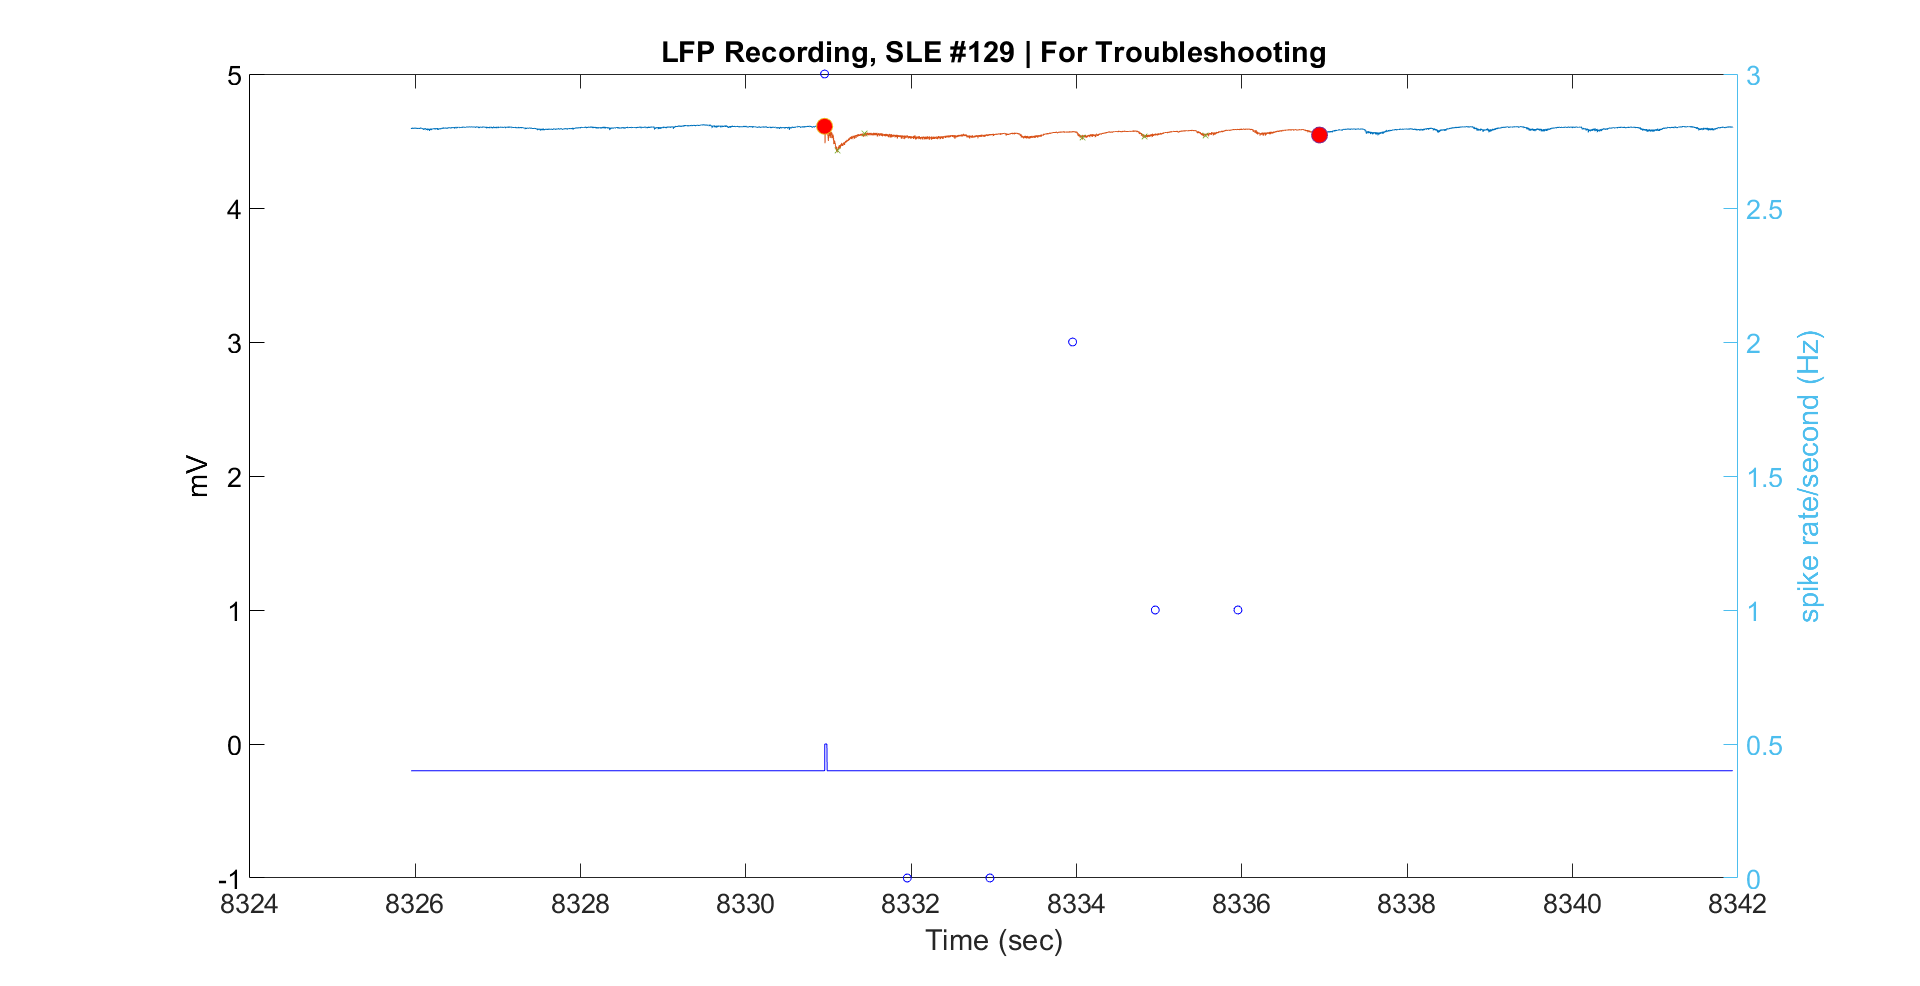 LFP Recording, SLE #129 | For Troubleshooting
5
4
3
2
1
0
-1
mV
3
2.5
2
1.5
1
0.5
0
spike rate/second (Hz)
8324 8326 8328 8330 8332 8334 8336 8338 8340 8342
Time (sec)